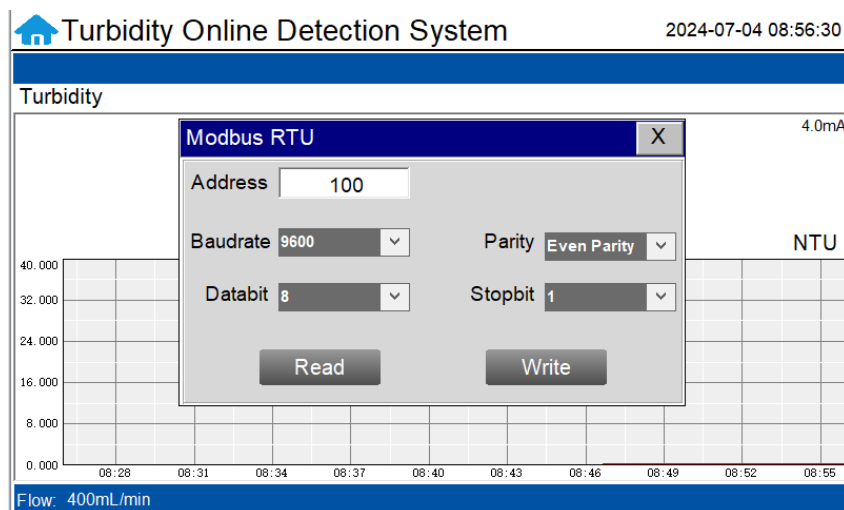 Turbidity Online Detection System 2024-07-04 08:56:30
Turbidity
4.0mA
Modbus RTU X
Address 100
Baudrate 9600 Parity Even Parity
NTU
Databit 8 Stopbit 1
Read Write
40.000
32.000
24.000
16.000
8.000
0.000
08:28 08:31 08:34 08:37 08:40 08:43 08:46 08:49 08:52 08:55
Flow: 400mL/min